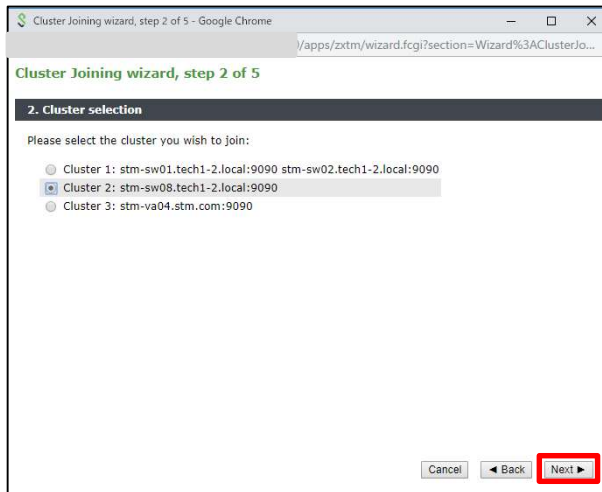 Cluster Joining wizard, step 2 of 5 - Google Chrome
/apps/zxtm/wizard.fcgi?section=Wizard%3AClusterJo...
Cluster Joining wizard, step 2 of 5
2. Cluster selection
Please select the cluster you wish to join:
Cluster 1: stm-sw01.tech1-2.local:9090 stm-sw02.tech1-2.local:9090
Cluster 2: stm-sw08.tech1-2.local:9090
Cluster 3: stm-va04.stm.com:9090
Cancel ◄ Back Next ►